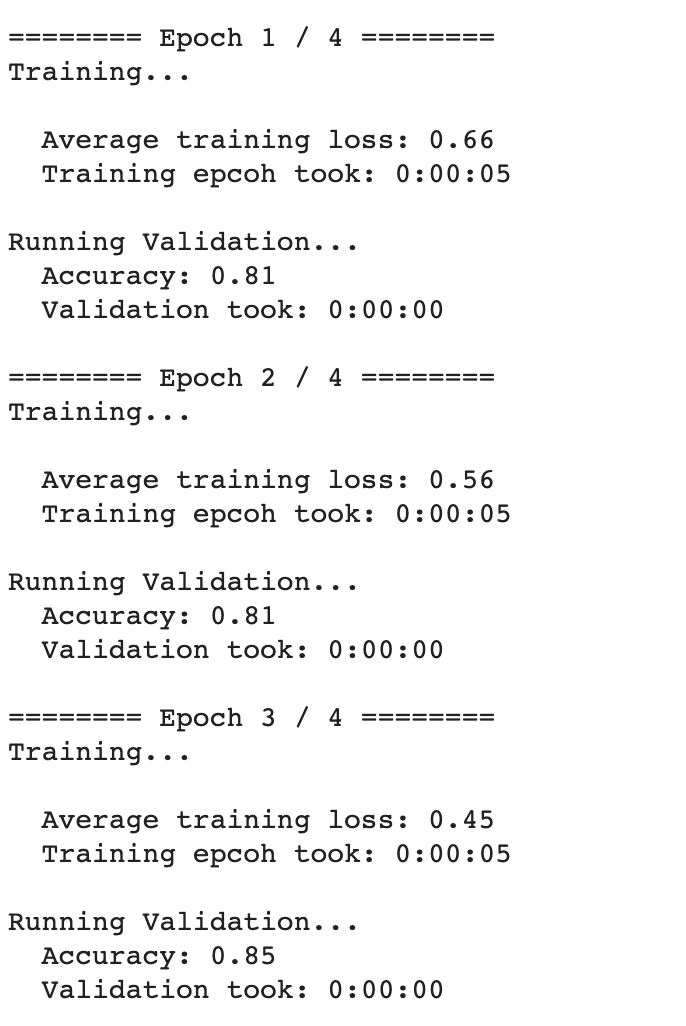 ======== Epoch 1 / 4 ========
Training...
Average training loss: 0.66
Training epcoh took: 0:00:05
Running Validation...
Accuracy: 0.81
Validation took: 0:00:00
======== Epoch 2 / 4 ========
Training...
Average training loss: 0.56
Training epcoh took: 0:00:05
Running Validation...
Accuracy: 0.81
Validation took: 0:00:00
======== Epoch 3 / 4 ========
Training...
Average training loss: 0.45
Training epcoh took: 0:00:05
Running Validation...
Accuracy: 0.85
Validation took: 0:00:00